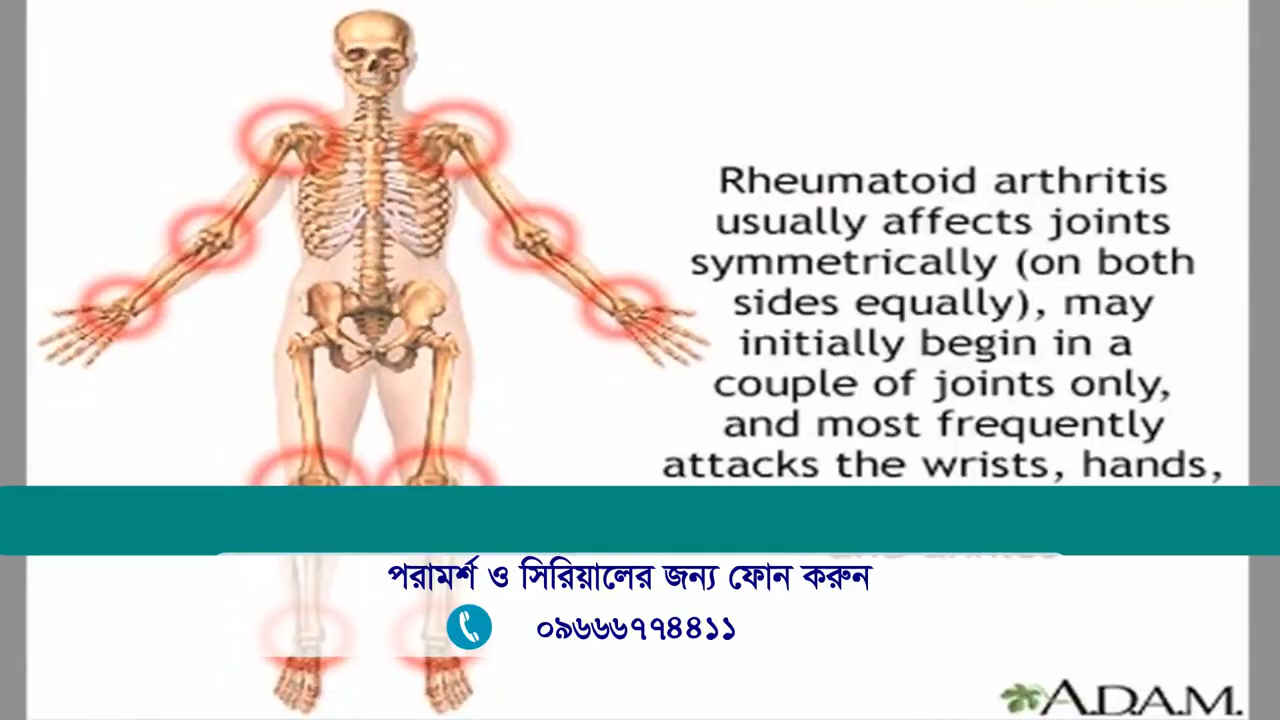 Rheumatoid arthritis
usually affects joints
symmetrically (on both
sides equally), may
initially begin in a
couple of joints only,
and most frequently
attacks the wrists, hands,
পরামর্শ ও সিরিয়ালের জন্য ফোন করুন
০৯৬৬৬৭৭৪৪১১
A.D.A.M.